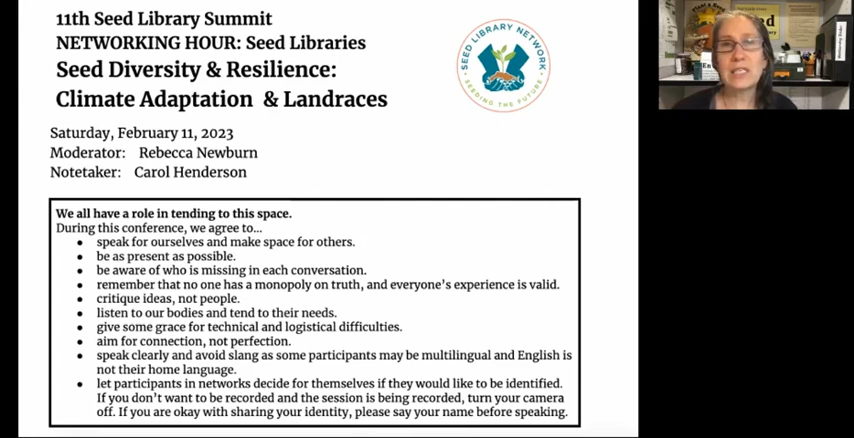 11th Seed Library Summit
NETWORKING HOUR: Seed Libraries
Seed Diversity & Resilience:
Climate Adaptation & Landraces
SEED LIBRARY NETWORK
SEEDING THE FUTURE
Saturday, February 11, 2023
Moderator: Rebecca Newburn
Notetaker: Carol Henderson
We all have a role in tending to this space.
During this conference, we agree to...
• speak for ourselves and make space for others.
• be as present as possible.
• be aware of who is missing in each conversation.
• remember that no one has a monopoly on truth, and everyone's experience is valid.
• critique ideas, not people.
• listen to our bodies and tend to their needs.
• give some grace for technical and logistical difficulties.
• aim for connection, not perfection.
• speak clearly and avoid slang as some participants may be multilingual and English is
not their home language.
• let participants in networks decide for themselves if they would like to be identified.
If you don't want to be recorded and the session is being recorded, turn your camera
off. If you are okay with sharing your identity, please say your name before speaking.